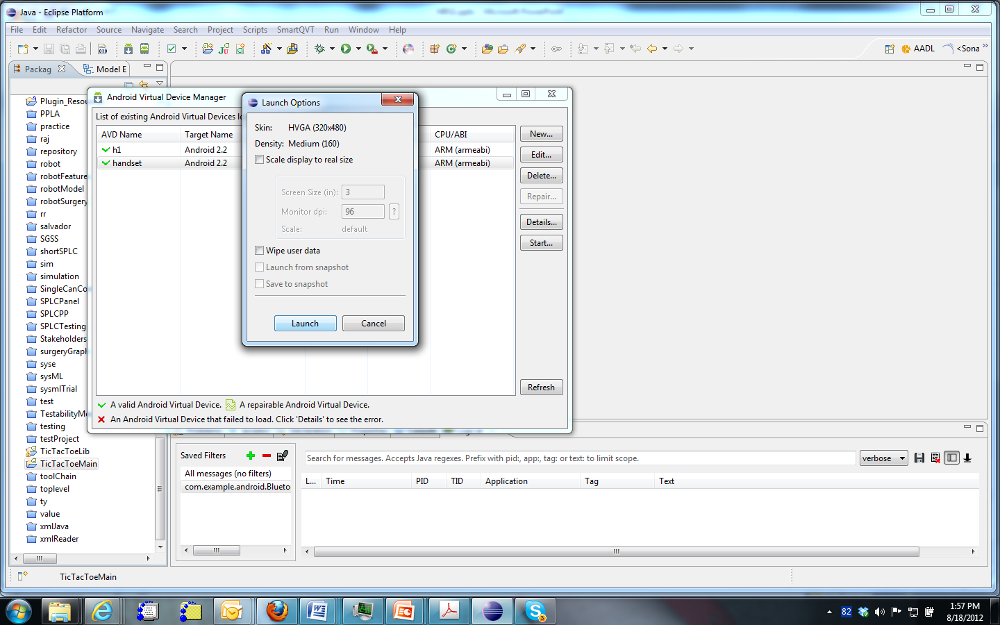 Java - Eclipse Platform
File Edit Refactor Source Navigate Search Project Scripts SmartQVT Run Window Help
AADL <Sona
Packag Model E
Plugin_Resou
PPLA
practice
raj
repository
robot
robotFeature
robotModel
robotSurgery
rr
salvador
SGSS
shortSPLC
sim
simulation
SingleCanCo
SPLCPanel
SPLCPP
SPLCTesting
Stakeholders
surgeryGraph
syse
sysML
sysmlTrial
test
TestabilityMo
testing
testProject
TicTacToeLib
TicTacToeMain
toolChain
toplevel
ty
value
xmlJava
xmlReader
Android Virtual Device Manager
List of existing Android Virtual Devices lo
AVD Name Target Name CPU/ABI
h1 Android 2.2 ARM (armeabi)
handset Android 2.2 ARM (armeabi)
New...
Edit...
Delete...
Repair...
Details...
Start...
Refresh
A valid Android Virtual Device. A repairable Android Virtual Device.
An Android Virtual Device that failed to load. Click 'Details' to see the error.
Launch Options
Skin: HVGA (320x480)
Density: Medium (160)
Scale display to real size
Screen Size (in): 3
Monitor dpi: 96 ?
Scale: default
Wipe user data
Launch from snapshot
Save to snapshot
Launch Cancel
Saved Filters
All messages (no filters)
com.example.android.Blueto
Search for messages. Accepts Java regexes. Prefix with pid:, app:, tag: or text: to limit scope.
verbose
L... Time PID TID Application Tag Text
TicTacToeMain
82
1:57 PM
8/18/2012